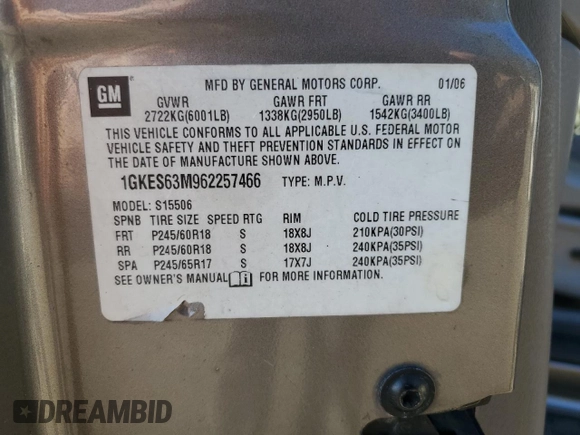 GM
MFD BY GENERAL MOTORS CORP. 01/06
GVWR GAWR FRT GAWR RR
2722KG(6001LB) 1338KG(2950LB) 1542KG(3400LB)
THIS VEHICLE CONFORMS TO ALL APPLICABLE U.S. FEDERAL MOTOR
VEHICLE SAFETY AND THEFT PREVENTION STANDARDS IN EFFECT ON
THE DATE OF MANUFACTURE SHOWN ABOVE.
1GKES63M962257466 TYPE: M.P.V.
MODEL: S15506
SPNB TIRE SIZE SPEED RTG RIM COLD TIRE PRESSURE
FRT P245/60R18 S 18X8J 210KPA(30PSI)
RR P245/60R18 S 18X8J 240KPA(35PSI)
SPA P245/65R17 S 17X7J 240KPA(35PSI)
SEE OWNER'S MANUAL FOR MORE INFORMATION.
DREAMBID